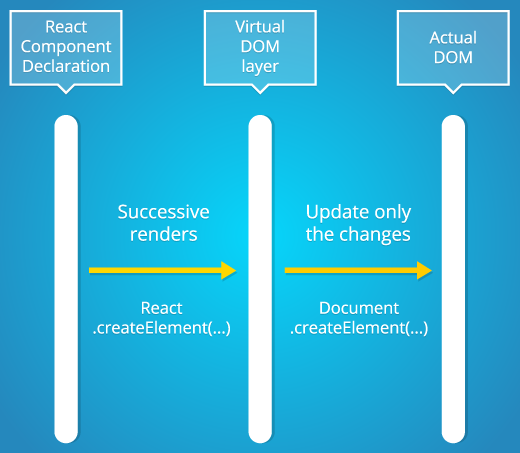 React
Component
Declaration
Virtual
DOM
layer
Actual
DOM
Successive
renders
Update only
the changes
React
.createElement(...)
Document
.createElement(...)